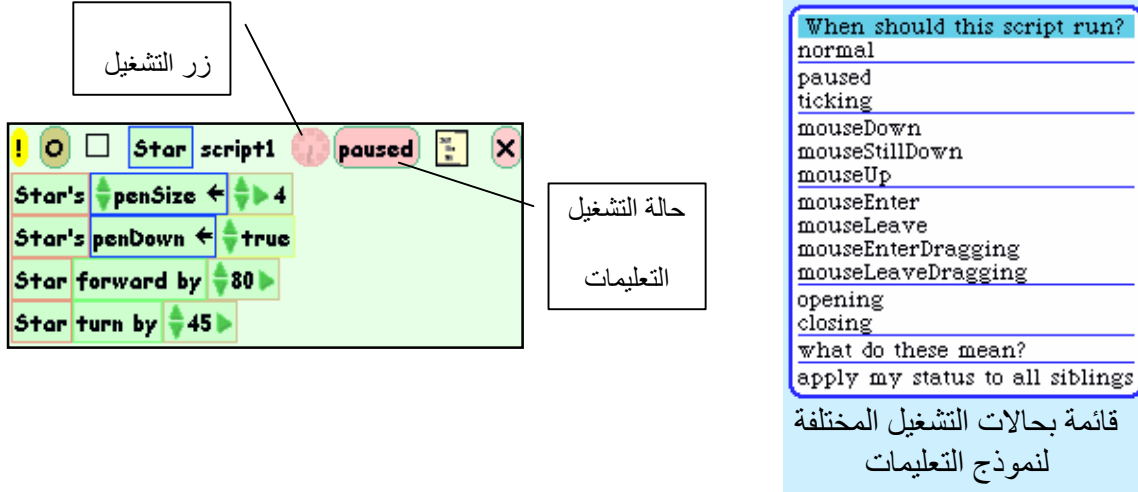 زر التشغيل
! O Star script1 paused
Star's penSize ← 4
Star's penDown ← true
Star forward by 80
Star turn by 45
حالة التشغيل
التعليمات
When should this script run?
normal
paused
ticking
mouseDown
mouseStillDown
mouseUp
mouseEnter
mouseLeave
mouseEnterDragging
mouseLeaveDragging
opening
closing
what do these mean?
apply my status to all siblings
قائمة بحالات التشغيل المختلفة
لنموذج التعليمات